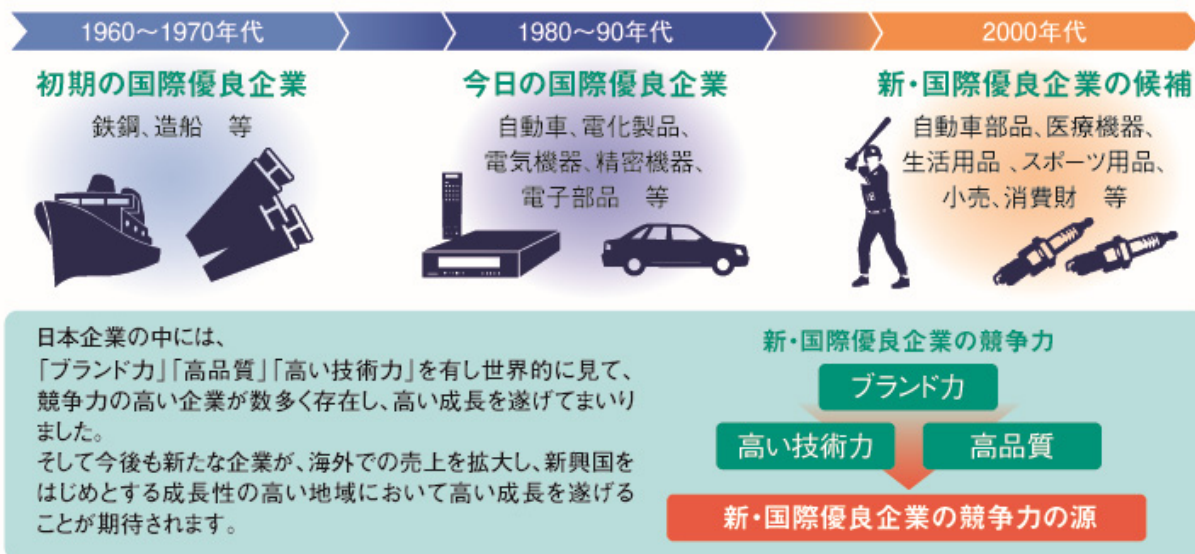 1960～1970年代
1980～90年代
2000年代
初期の国際優良企業
鉄鋼、造船　等
今日の国際優良企業
自動車、電化製品、
電気機器、精密機器、
電子部品　等
新・国際優良企業の候補
自動車部品、医療機器、
生活用品 、スポーツ用品、
小売、消費財　等
18
日本企業の中には、
「ブランド力」「高品質」「高い技術力」を有し世界的に見て、
競争力の高い企業が数多く存在し、高い成長を遂げてまいり
ました。
そして今後も新たな企業が、海外での売上を拡大し、新興国を
はじめとする成長性の高い地域において高い成長を遂げる
ことが期待されます。
新・国際優良企業の競争力
ブランド力
高い技術力
高品質
新・国際優良企業の競争力の源